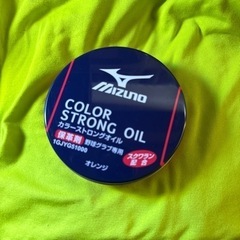 MIZUNO
COLOR
STRONG OIL
カラーストロングオイル
保革剤 野球グラブ専用
1GJYG51000
スクワラン
配合
オレンジ